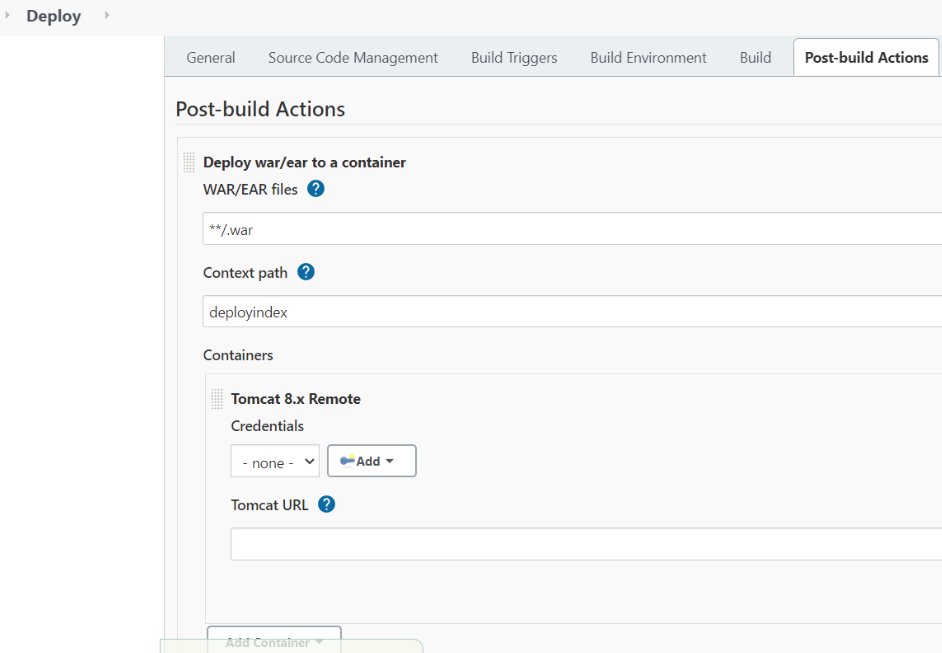 Deploy
General Source Code Management Build Triggers Build Environment Build Post-build Actions
Post-build Actions
Deploy war/ear to a container
WAR/EAR files ?
**/.war
Context path ?
deployindex
Containers
Tomcat 8.x Remote
Credentials
- none - Add
Tomcat URL ?
Add Container